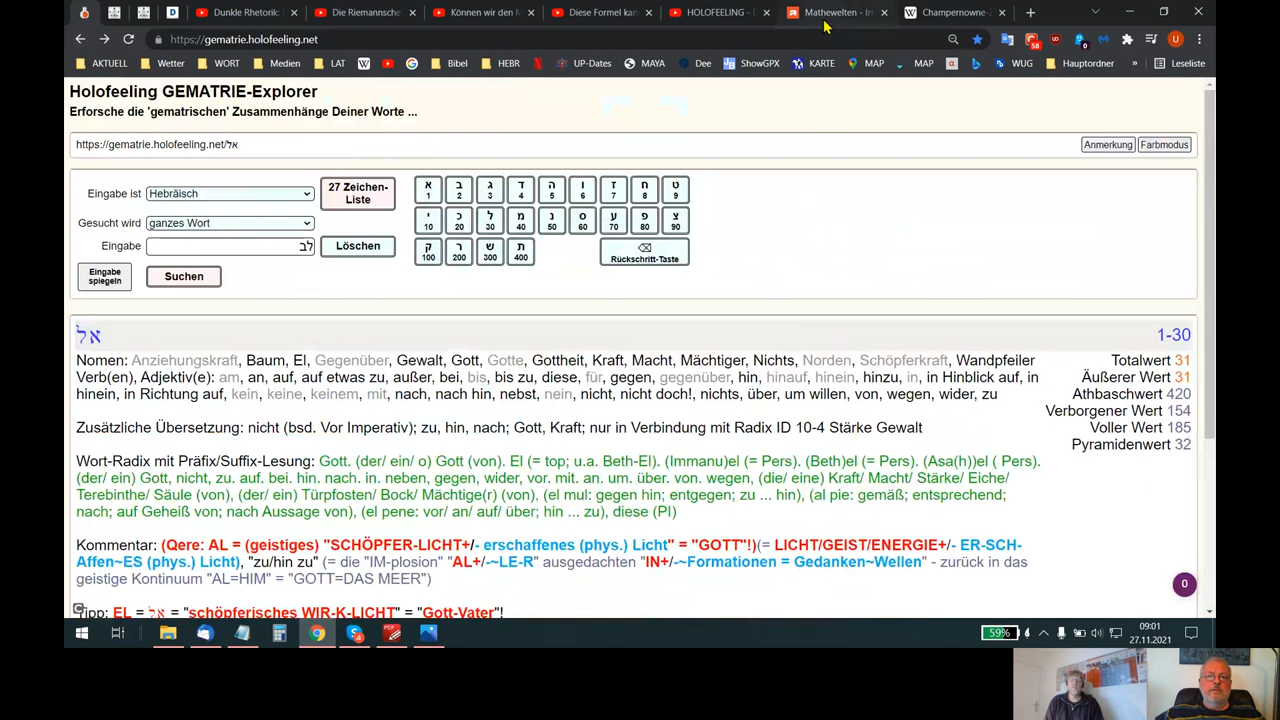 Dunkle Rhetorik:
Die Riemannsche
Können wir den M
Diese Formel kan
HOLOFEELING - L
Mathewelten - Irr
Champernowne-Z
https://gematrie.holofeeling.net
58
0
U
AKTUELL
Wetter
WORT
Medien
LAT
Bibel
HEBR
UP-Dates
MAYA
Dee
ShowGPX
KARTE
MAP
MAP
WUG
Hauptordner
»
Leseliste
Holofeeling GEMATRIE-Explorer
Erforsche die 'gematrischen' Zusammenhänge Deiner Worte ...
https://gematrie.holofeeling.net/אל
Anmerkung
Farbmodus
Eingabe ist
Hebräisch
27 Zeichen-
Liste
Gesucht wird
ganzes Wort
Eingabe
לב
Löschen
Eingabe
spiegeln
Suchen
א ב ג ד ה ו ז ח ט
1 2 3 4 5 6 7 8 9
י כ ל מ נ ס ע פ צ
10 20 30 40 50 60 70 80 90
ק ר ש ת
100 200 300 400
⌫
Rückschritt-Taste
אל
1-30
Nomen: Anziehungskraft, Baum, El, Gegenüber, Gewalt, Gott, Gotte, Gottheit, Kraft, Macht, Mächtiger, Nichts, Norden, Schöpferkraft, Wandpfeiler
Verb(en), Adjektiv(e): am, an, auf, auf etwas zu, außer, bei, bis, bis zu, diese, für, gegen, gegenüber, hin, hinauf, hinein, hinzu, in, in Hinblick auf, in
hinein, in Richtung auf, kein, keine, keinem, mit, nach, nach hin, nebst, nein, nicht, nicht doch!, nichts, über, um willen, von, wegen, wider, zu
Totalwert 31
Äußerer Wert 31
Athbaschwert 420
Verborgener Wert 154
Voller Wert 185
Pyramidenwert 32
Zusätzliche Übersetzung: nicht (bsd. Vor Imperativ); zu, hin, nach; Gott, Kraft; nur in Verbindung mit Radix ID 10-4 Stärke Gewalt
Wort-Radix mit Präfix/Suffix-Lesung: Gott. (der/ ein/ o) Gott (von). El (= top; u.a. Beth-El). (Immanu)el (= Pers). (Beth)el (= Pers). (Asa(h))el ( Pers).
(der/ ein) Gott, nicht, zu. auf. bei. hin. nach. in. neben, gegen, wider, vor. mit. an. um. über. von. wegen, (die/ eine) Kraft/ Macht/ Stärke/ Eiche/
Terebinthe/ Säule (von), (der/ ein) Türpfosten/ Bock/ Mächtige(r) (von), (el mul: gegen hin; entgegen; zu ... hin), (al pie: gemäß; entsprechend;
nach; auf Geheiß von; nach Aussage von), (el pene: vor/ an/ auf/ über; hin ... zu), diese (Pl)
Kommentar: (Qere: AL = (geistiges) "SCHÖPFER-LICHT+/- erschaffenes (phys.) Licht" = "GOTT"!)(= LICHT/GEIST/ENERGIE+/- ER-SCH-
Affen~ES (phys.) Licht), "zu/hin zu" (= die "IM-plosion" "AL+/-~LE-R" ausgedachten "IN+/-~Formationen = Gedanken~Wellen" - zurück in das
geistige Kontinuum "AL=HIM" = "GOTT=DAS MEER")
Tipp: EL = אל = "schöpferisches WIR-K-LICHT" = "Gott-Vater"!
0
59%
09:01
27.11.2021